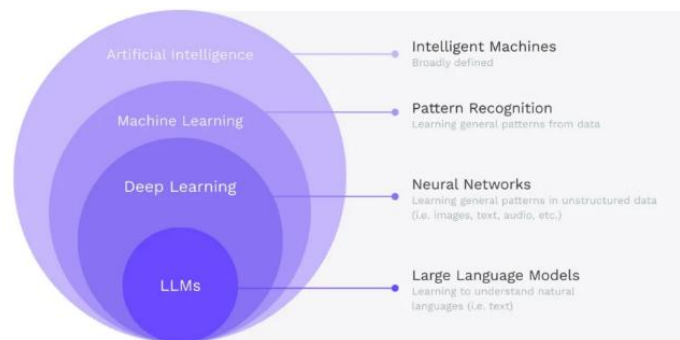 Artificial Intelligence
Intelligent Machines
Broadly defined
Machine Learning
Pattern Recognition
Learning general patterns from data
Deep Learning
Neural Networks
Learning general patterns in unstructured data
(i.e. images, text, audio, etc.)
LLMs
Large Language Models
Learning to understand natural
languages (i.e. text)